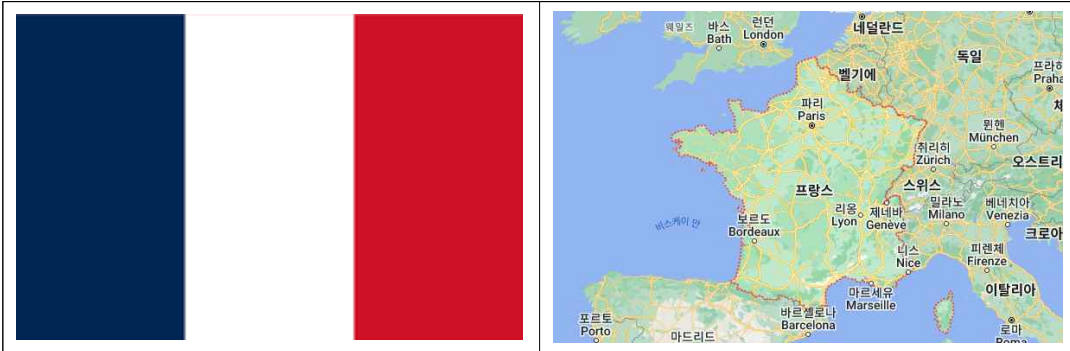 웨일즈
바스
Bath
런던
London
네덜란드
독일
벨기에
프라하
Praha
파리
Paris
뮌헨
München
취리히
Zürich
오스트리
프랑스
스위스
리옹
Lyon
제네바
Genève
밀라노
Milano
베네치아
Venezia
크로아
비스케이 만
보르도
Bordeaux
니스
Nice
피렌체
Firenze
마르세유
Marseille
이탈리아
포르토
Porto
바르셀로나
Barcelona
마드리드
로마
Roma